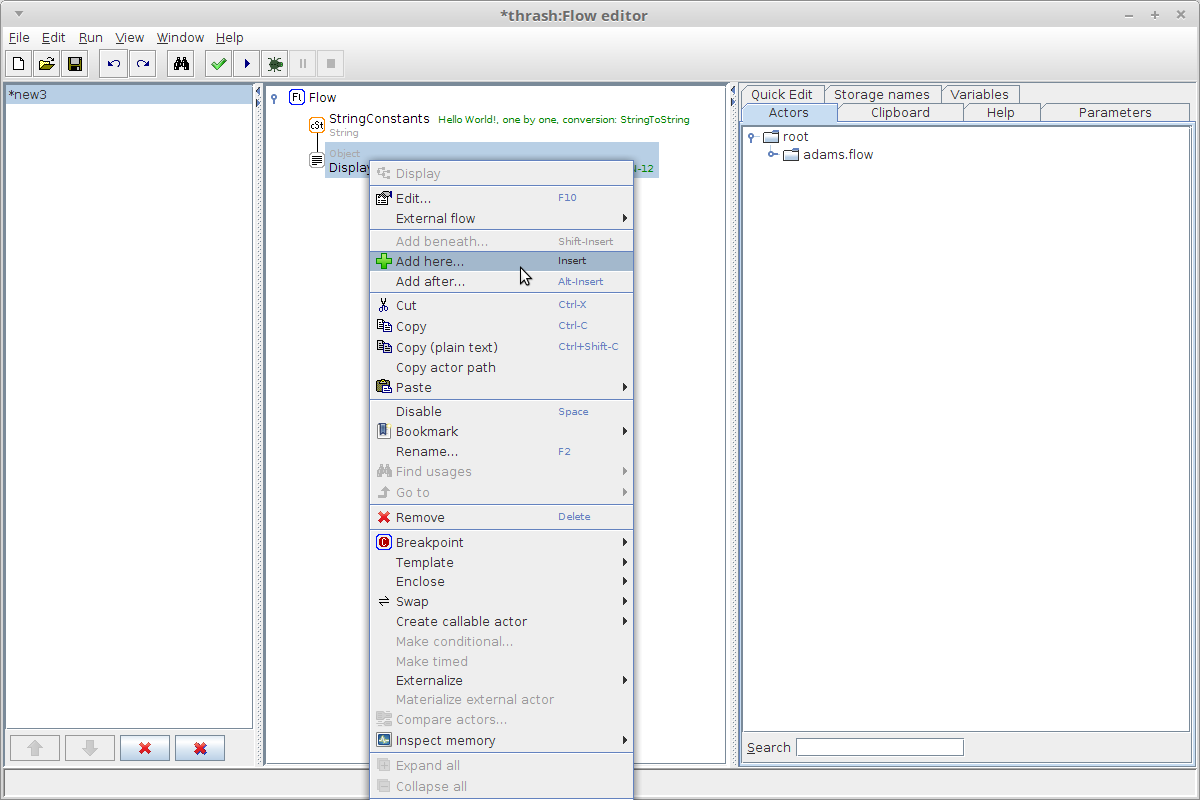 *thrash:Flow editor
File Edit Run View Window Help
*new3
Fl Flow
cSt StringConstants Hello World!, one by one, conversion: StringToString
String
Object
Display
-12
Display
Edit... F10
External flow
Add beneath... Shift-Insert
Add here... Insert
Add after... Alt-Insert
Cut Ctrl-X
Copy Ctrl-C
Copy (plain text) Ctrl+Shift-C
Copy actor path
Paste
Disable Space
Bookmark
Rename... F2
Find usages
Go to
Remove Delete
Breakpoint
Template
Enclose
Swap
Create callable actor
Make conditional...
Make timed
Externalize
Materialize external actor
Compare actors...
Inspect memory
Expand all
Collapse all
Quick Edit Storage names Variables
Actors Clipboard Help Parameters
root
adams.flow
Search